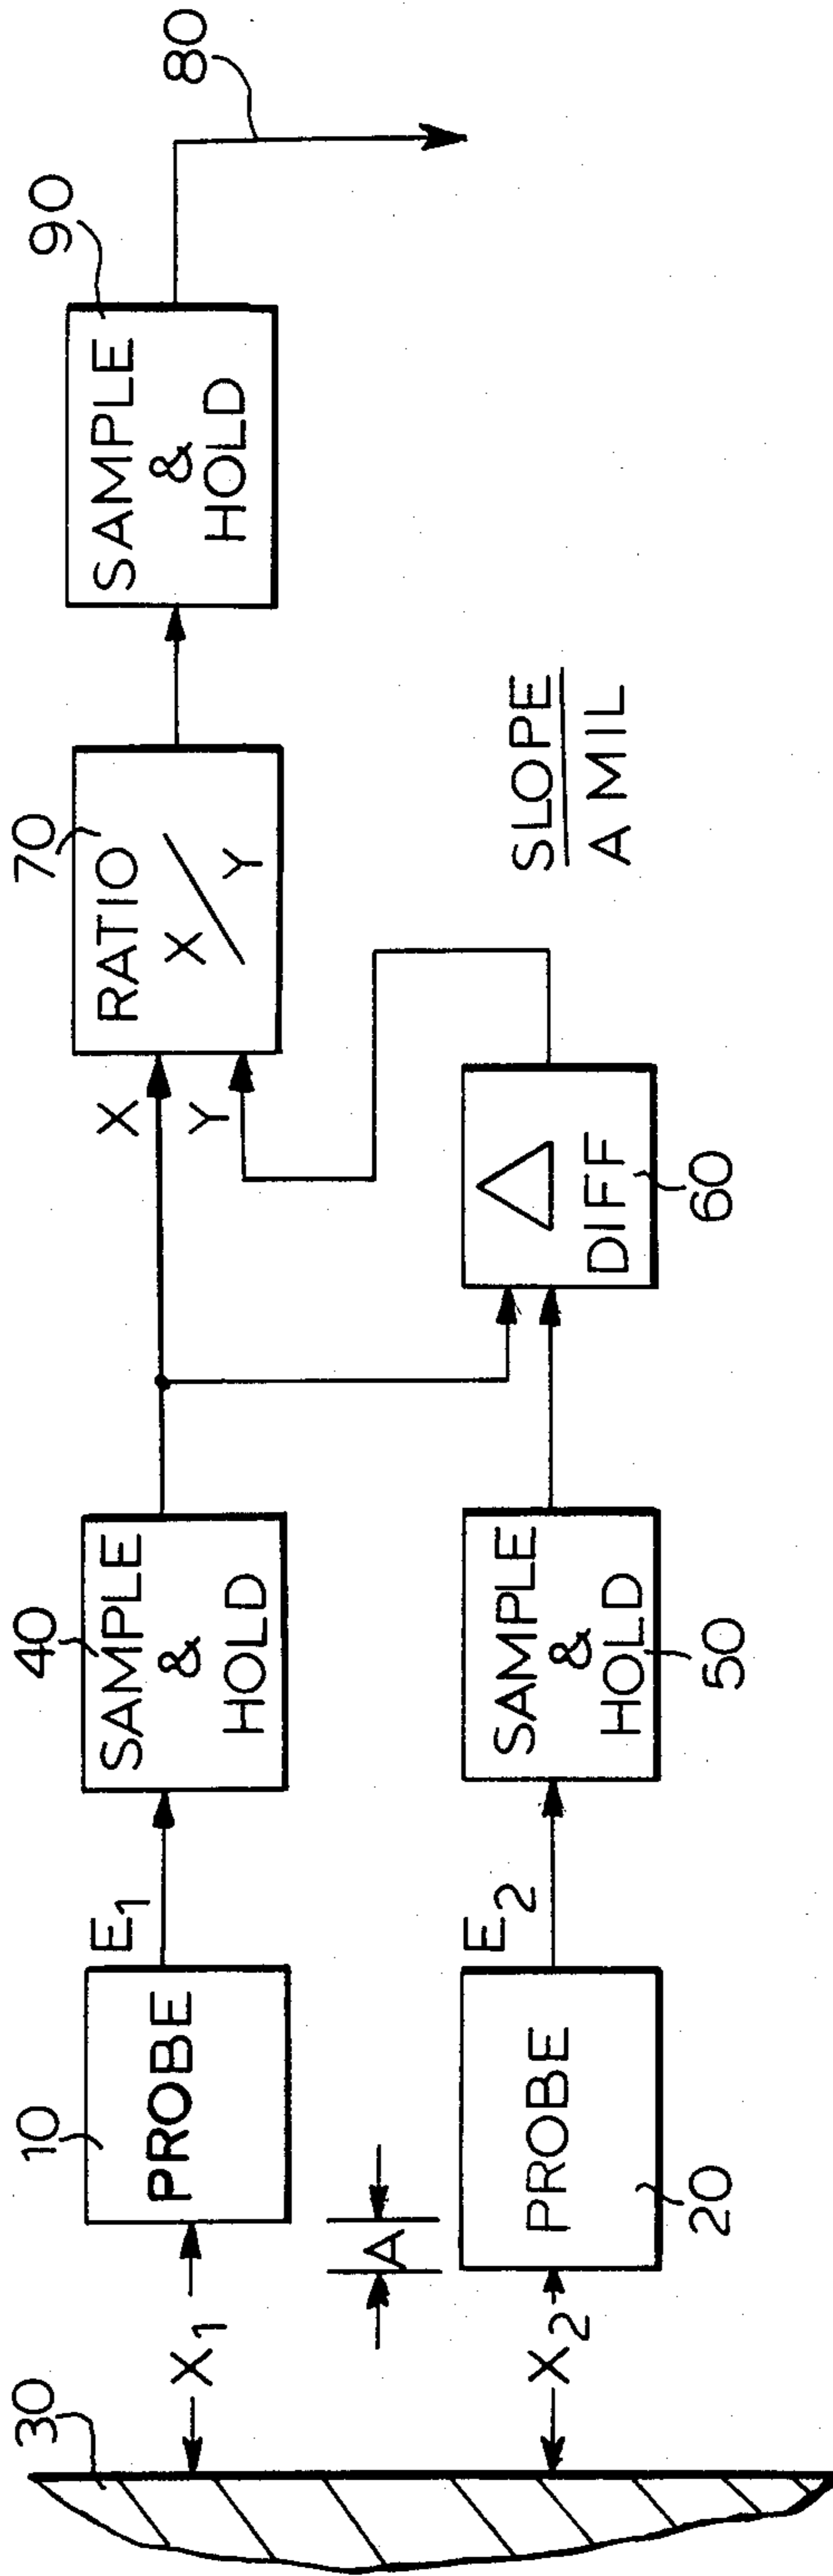 30
X1
X2
A
10
PROBE
E1
PROBE
20
E2
40
SAMPLE
&
HOLD
SAMPLE
&
HOLD
50
X
Y
DIFF
60
70
RATIO
X/Y
SLOPE
A MIL
90
SAMPLE
&
HOLD
80